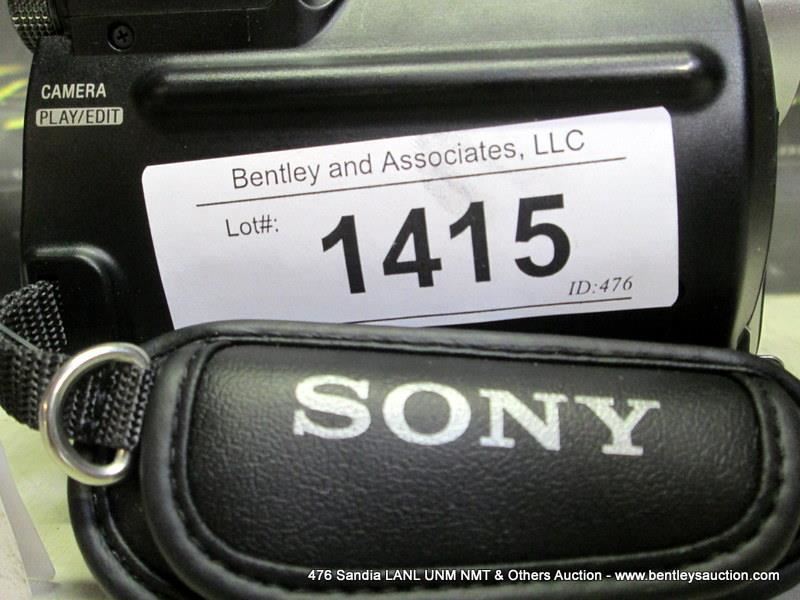 CAMERA
PLAY/EDIT
Bentley and Associates, LLC
Lot#:
1415
ID:476
SONY
476 Sandia LANL UNM NMT & Others Auction - www.bentleysauction.com